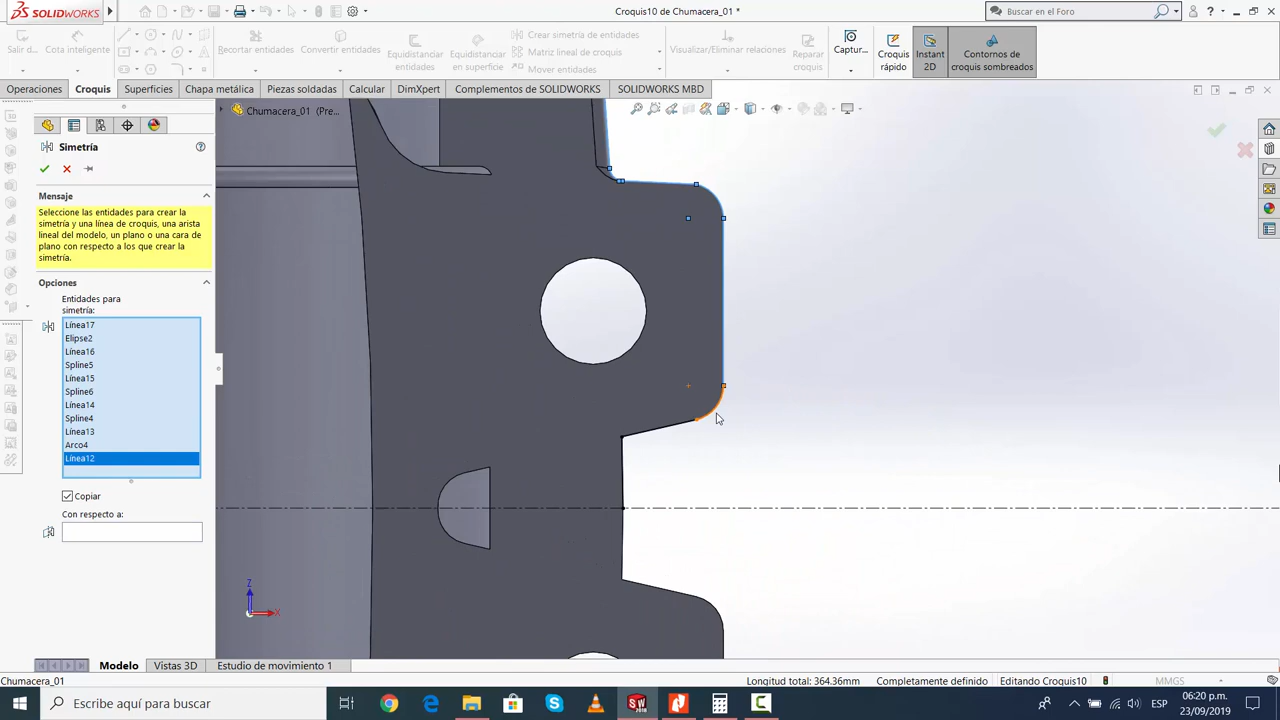 SOLIDWORKS
Croquis10 de Chumacera_01 *
Buscar en el Foro
Salir d...
Cota inteligente
Recortar entidades
Convertir entidades
Equidistanciar entidades
Equidistanciar en superficie
Crear simetría de entidades
Matriz lineal de croquis
Mover entidades
Visualizar/Eliminar relaciones
Reparar croquis
Captur...
Croquis rápido
Instant 2D
Contornos de croquis sombreados
Operaciones
Croquis
Superficies
Chapa metálica
Piezas soldadas
Calcular
DimXpert
Complementos de SOLIDWORKS
SOLIDWORKS MBD
Chumacera_01 (Pre...
Simetría
Mensaje
Seleccione las entidades para crear la
simetría y una línea de croquis, una arista
lineal del modelo, un plano o una cara de
plano con respecto a los que crear la
simetría.
Opciones
Entidades para
simetría:
Línea17
Elipse2
Línea16
Spline5
Línea15
Spline6
Línea14
Spline4
Línea13
Arco4
Línea12
Copiar
Con respecto a:
Z
X
Modelo
Vistas 3D
Estudio de movimiento 1
Chumacera_01
Longitud total: 364.36mm
Completamente definido
Editando Croquis10
MMGS
Escribe aquí para buscar
ESP
06:20 p.m.
23/09/2019